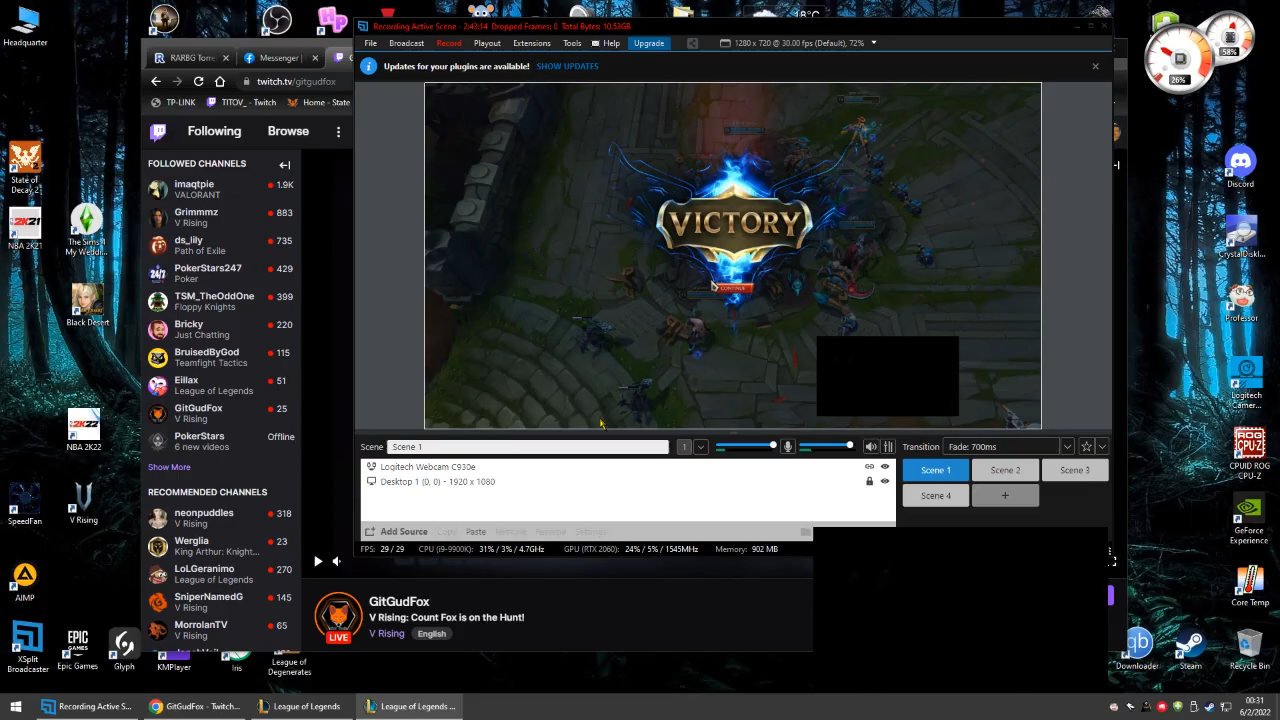 Headquarter
State of Decay 2
NBA 2K21
The Sims 4 My Weddi...
Black Desert
NBA 2K22
SpeedFan
V Rising
AIMP
XSplit Broadcaster
Epic Games
Glyph
KMPlayer
Iris
League of Degenerates
18°C
RARBG Torre
Messenger |
twitch.tv/gitgudfox
TP-LINK
TITOV_ - Twitch
Home - State
Following
Browse
FOLLOWED CHANNELS
imaqtpie
1.9K
VALORANT
Grimmmz
883
V Rising
ds_lily
735
Path of Exile
PokerStars247
429
Poker
TSM_TheOddOne
399
Floppy Knights
Bricky
220
Just Chatting
BruisedByGod
115
Teamfight Tactics
Eillax
51
League of Legends
GitGudFox
25
V Rising
PokerStars
Offline
6 new videos
Show More
RECOMMENDED CHANNELS
neonpuddles
318
V Rising
Werglia
23
King Arthur: Knight...
LoLGeranimo
270
League of Legends
SniperNamedG
145
V Rising
MorrolanTV
65
V Rising
Recording Active Scene - 2:43:14 Dropped Frames: 0 Total Bytes: 10.53GB
File Broadcast Record Playout Extensions Tools Help Upgrade
1280 x 720 @ 30.00 fps (Default), 72%
Updates for your plugins are available! SHOW UPDATES
VICTORY
CONTINUE
Scene
Scene 1
1
Transition
Fade: 700ms
Logitech Webcam C930e
Desktop 1 (0, 0) - 1920 x 1080
Scene 1
Scene 2
Scene 3
Scene 4
+
Add Source Copy Paste Remove Rename Settings
FPS: 29 / 29 CPU (i9-9900K): 31% / 3% / 4.7GHz GPU (RTX 2060): 24% / 5% / 1545MHz Memory: 902 MB
GitGudFox
V Rising: Count Fox is on the Hunt!
V Rising
English
LIVE
26%
58%
Discord
CrystalDiskI...
Professor
Logitech Camer...
CPUID ROG CPU-Z
GeForce Experience
Core Temp
Downloader
Steam
Recycle Bin
Recording Active S...
GitGudFox - Twitch...
League of Legends
League of Legends ...
00:31
6/2/2022